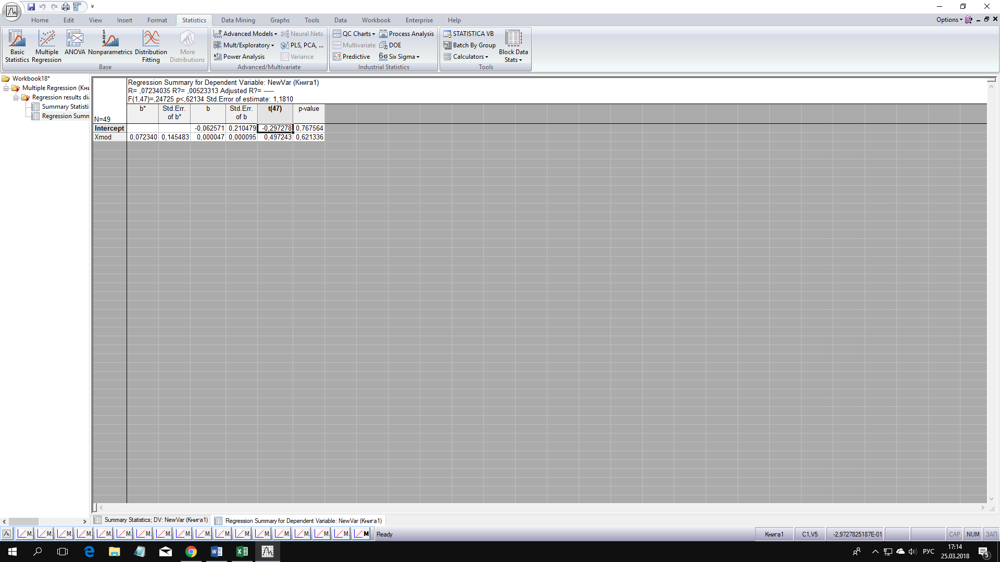 Home Edit View Insert Format Statistics Data Mining Graphs Tools Data Workbook Enterprise Help Options
Basic Statistics
Multiple Regression
ANOVA
Nonparametrics
Distribution Fitting
More Distributions
Base
Advanced Models
Mult/Exploratory
Power Analysis
Neural Nets
PLS, PCA, ...
Variance
Advanced/Multivariate
QC Charts
Multivariate
Predictive
Process Analysis
DOE
Six Sigma
Industrial Statistics
STATISTICA VB
Batch By Group
Calculators
Block Data Stats
Tools
Workbook18*
Multiple Regression (Кни
Regression results dia
Summary Statisti
Regression Summ
Regression Summary for Dependent Variable: NewVar (Книга1)
R= ,07234035 R?= ,00523313 Adjusted R?= -----
F(1,47)=,24725 p<,62134 Std.Error of estimate: 1,1810
N=49 b* Std.Err. of b* b Std.Err. of b t(47) p-value
Intercept -0,062571 0,210479 -0,297278 0,767564
Xmod 0,072340 0,145483 0,000047 0,000095 0,497243 0,621336
Summary Statistics; DV: NewVar (Книга1) Regression Summary for Dependent Variable: NewVar (Книга1)
M. M. M. M. M. M. M. M. M. M. M. M. M. M. M. M. M. M Ready Книга1 C1,V5 -2,9727825187E-01 CAP NUM ЗАП
РУС 17:14
25.03.2018 5